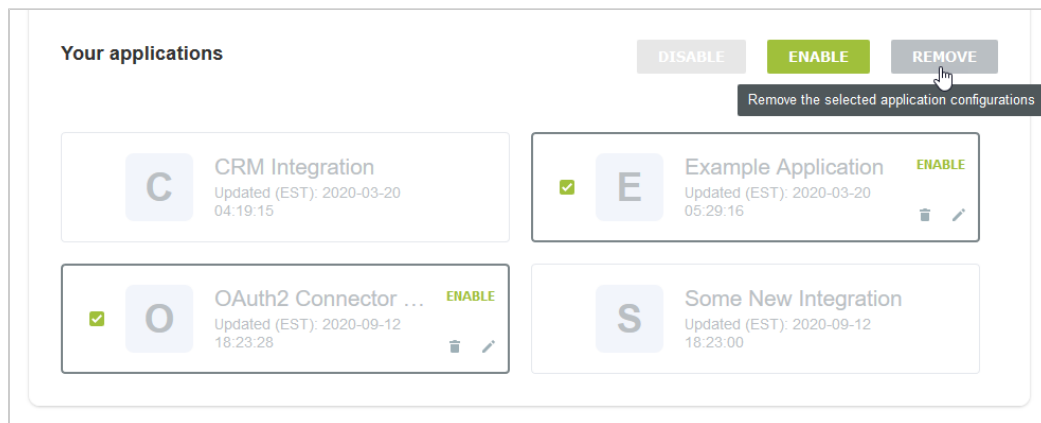 Your applications
DISABLE ENABLE REMOVE
Remove the selected application configurations
C
CRM Integration
Updated (EST): 2020-03-20
04:19:15
E
Example Application
ENABLE
Updated (EST): 2020-03-20
05:29:16
O
OAuth2 Connector ...
ENABLE
Updated (EST): 2020-09-12
18:23:28
S
Some New Integration
Updated (EST): 2020-09-12
18:23:00